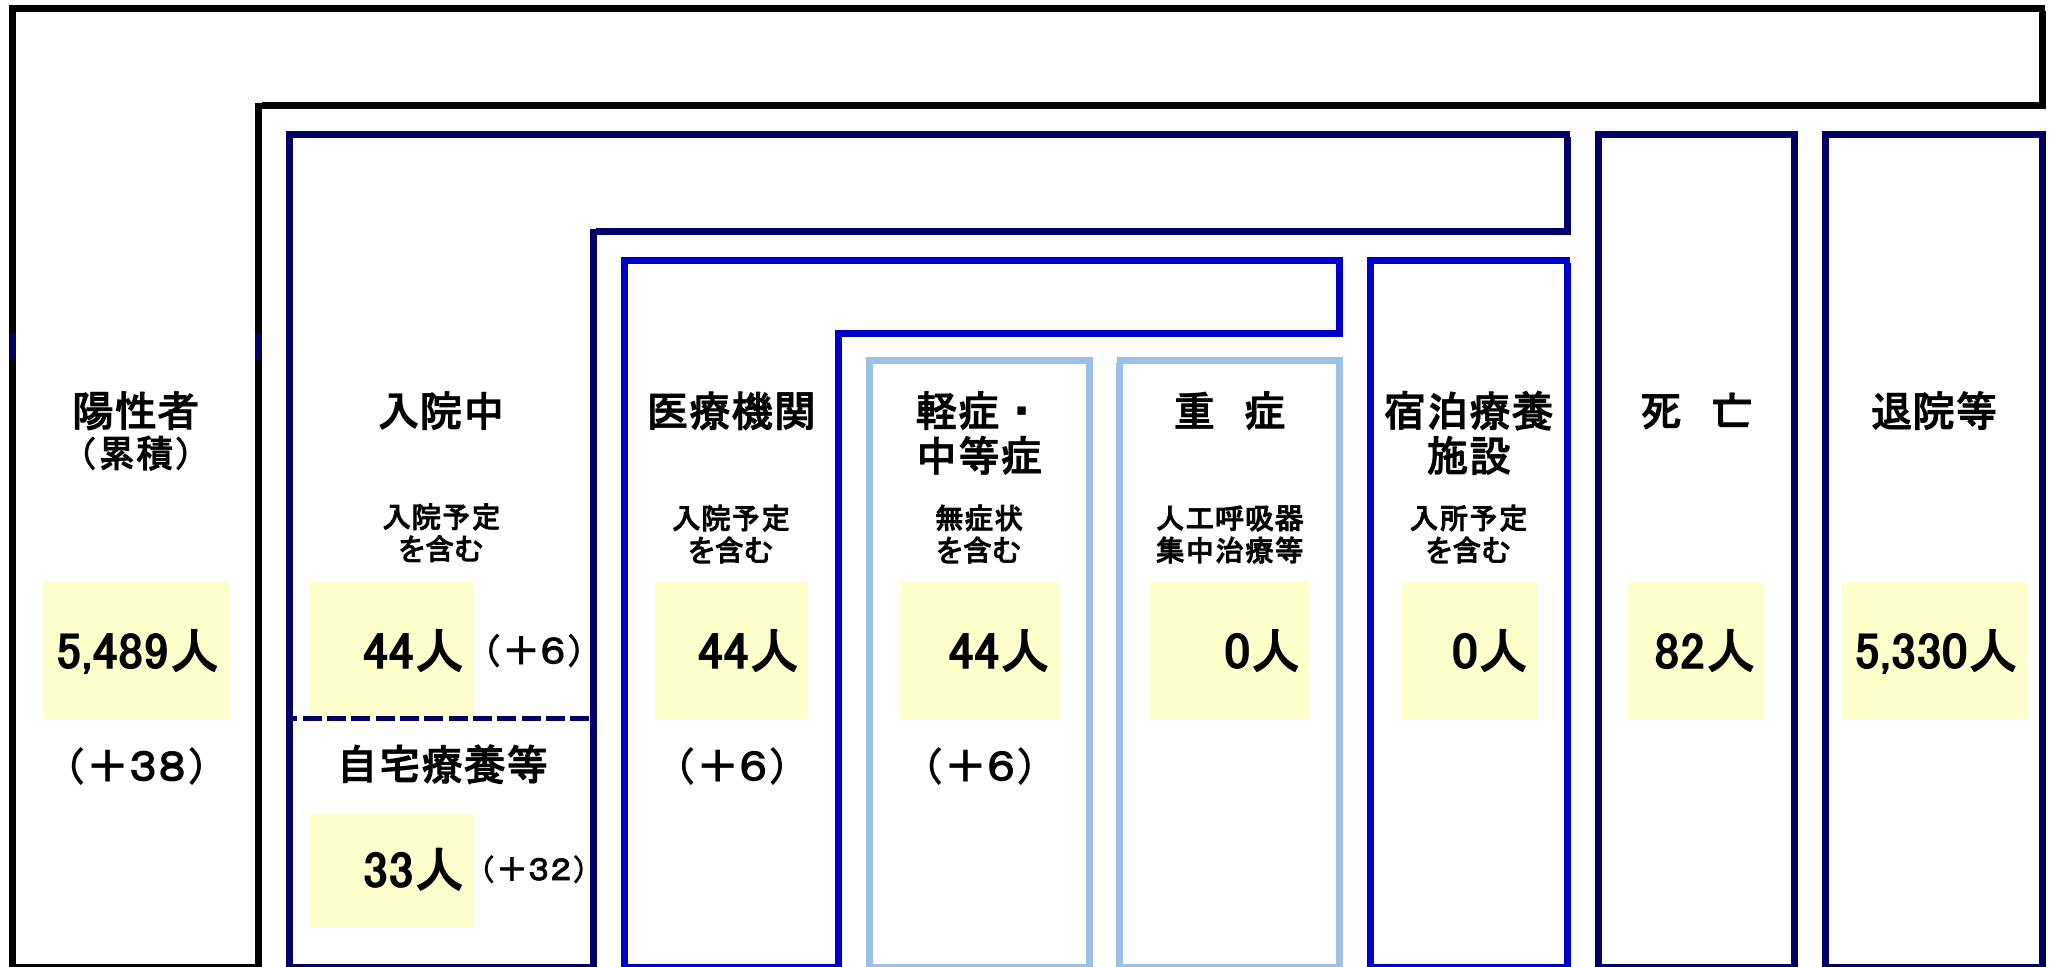 陽性者
（累積）
5,489人
（＋38）
入院中
入院予定
を含む
44人（＋6）
自宅療養等
33人（＋32）
医療機関
入院予定
を含む
44人
（＋6）
軽症・
中等症
無症状
を含む
44人
（＋6）
重　症
人工呼吸器
集中治療等
0人
宿泊療養
施設
入所予定
を含む
0人
死　亡
82人
退院等
5,330人